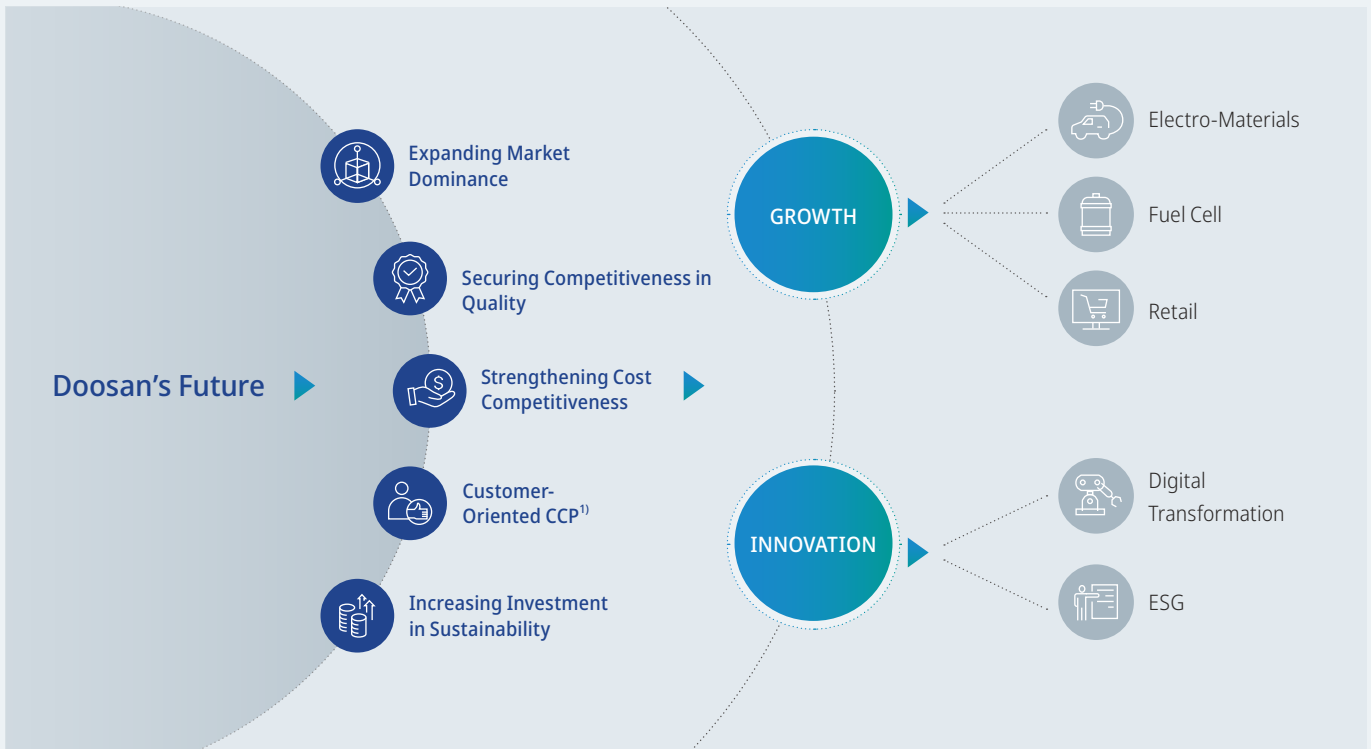 Doosan's Future
Expanding Market
Dominance
Securing Competitiveness in
Quality
Strengthening Cost
Competitiveness
Customer-
Oriented CCP¹⁾
Increasing Investment
in Sustainability
GROWTH
Electro-Materials
Fuel Cell
Retail
INNOVATION
Digital
Transformation
ESG